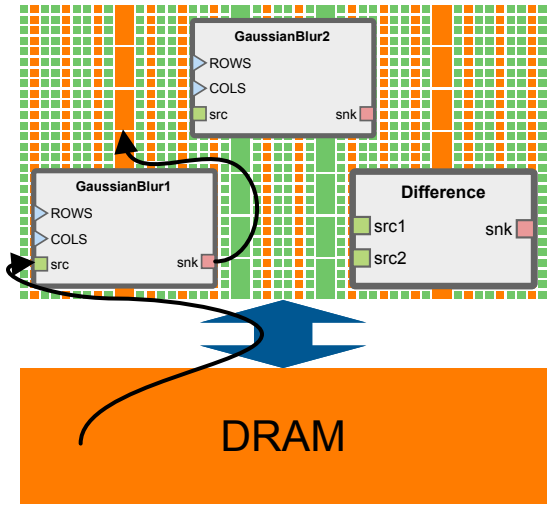 GaussianBlur2
ROWS
COLS
src snk
GaussianBlur1
ROWS
COLS
src snk
Difference
src1 snk
src2
DRAM